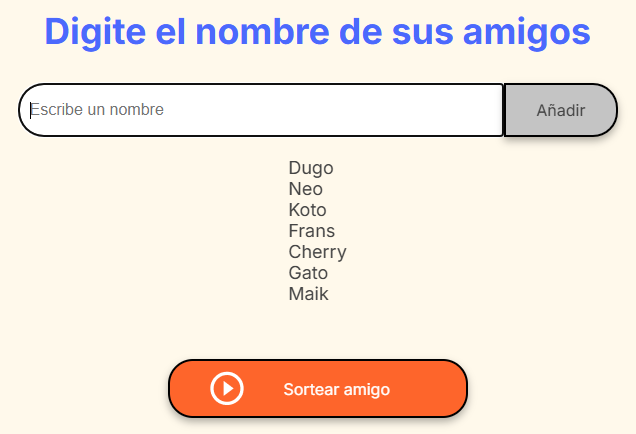 Digite el nombre de sus amigos
Escribe un nombre
Añadir
Dugo
Neo
Koto
Frans
Cherry
Gato
Maik
Sortear amigo